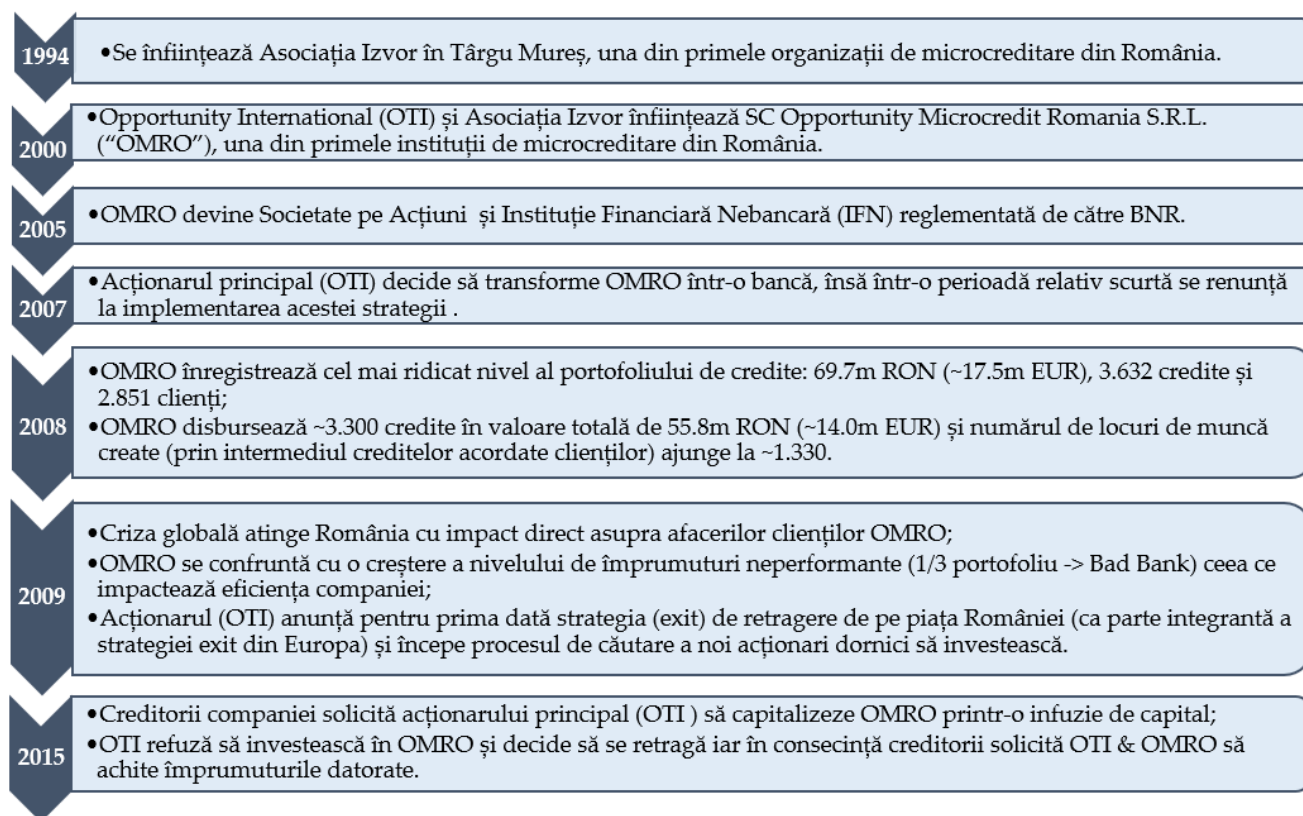 1994
•Se înființează Asociația Izvor în Târgu Mureș, una din primele organizații de microcreditare din România.
2000
•Opportunity International (OTI) și Asociația Izvor înființează SC Opportunity Microcredit Romania S.R.L.
(“OMRO”), una din primele instituții de microcreditare din România.
2005
•OMRO devine Societate pe Acțiuni și Instituție Financiară Nebancară (IFN) reglementată de către BNR.
2007
•Acționarul principal (OTI) decide să transforme OMRO într-o bancă, însă într-o perioadă relativ scurtă se renunță
la implementarea acestei strategii .
2008
•OMRO înregistrează cel mai ridicat nivel al portofoliului de credite: 69.7m RON (~17.5m EUR), 3.632 credite și
2.851 clienți;
•OMRO disbursează ~3.300 credite în valoare totală de 55.8m RON (~14.0m EUR) și numărul de locuri de muncă
create (prin intermediul creditelor acordate clienților) ajunge la ~1.330.
2009
•Criza globală atinge România cu impact direct asupra afacerilor clienților OMRO;
•OMRO se confruntă cu o creștere a nivelului de împrumuturi neperformante (1/3 portofoliu -> Bad Bank) ceea ce
impactează eficiența companiei;
•Acționarul (OTI) anunță pentru prima dată strategia (exit) de retragere de pe piața României (ca parte integrantă a
strategiei exit din Europa) și începe procesul de căutare a noi acționari dornici să investească.
2015
•Creditorii companiei solicită acționarului principal (OTI ) să capitalizeze OMRO printr-o infuzie de capital;
•OTI refuză să investească în OMRO și decide să se retragă iar în consecință creditorii solicită OTI & OMRO să
achite împrumuturile datorate.